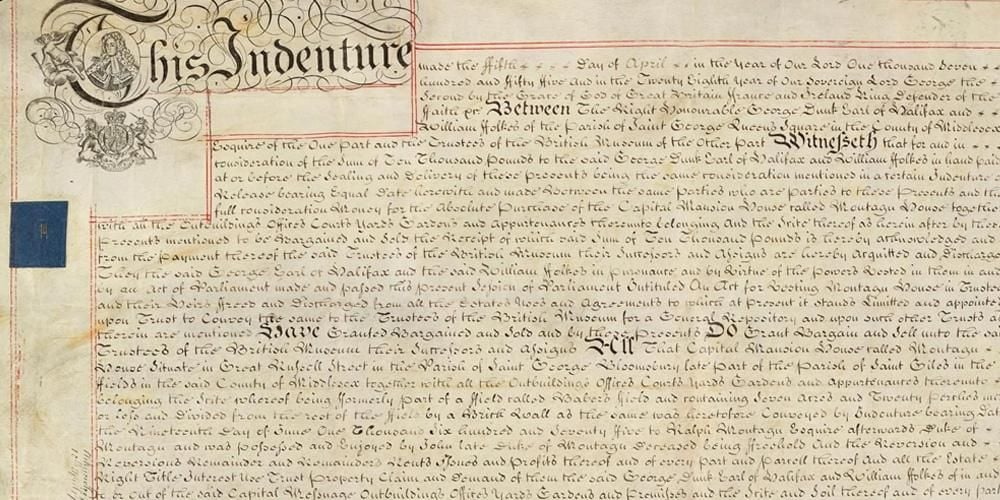 This Indenture made the ffifth Day of April in the Year of Our Lord One thousand Seven
hundred and ffifty ffive And in the Twenty Eighth Year of Our Sovereign Lord George the
Second by the Grace of God of Great Britain ffrance and Ireland King Defender of the
ffaith &c Between The Right Honourable George Dunk Earl of Halifax and
William ffolkes of the Parish of Saint George Queens Square in the County of Middlesex
Esquire of the One Part and the Trustees of the British Museum of the Other Part Witnesseth that for and in
consideration of the Sum of Ten Thousand Pounds to the said George Dunk Earl of Halifax and William ffolkes in hand paid
at or before the Sealing and Delivery of these Presents being the same consideration mentioned in a certain Indenture of
Release bearing Equal Date herewith and made Between the same Parties who are parties to these Presents and the
full consideration Money for the Absolute Purchase of the Capital Mansion House called Montagu House together
with all the Outbuildings Offices Courts Yards Gardens and Appurtenances thereunto belonging And the Scite thereof as herein after by these
Presents mentioned to be Bargained and Sold the Receipt of which said Sum of Ten Thousand Pounds is hereby acknowledged and
from the Payment thereof the said Trustees of the British Museum their Successors and Assigns are hereby Acquitted and Discharged
They the said George Earl of Halifax and the said William ffolkes in Pursuance and by Virtue of the Powers Vested in them in and
by an Act of Parliament made and passed this Present Session of Parliament Intituled An Act for Vesting Montagu House in Trustees
and their Heirs ffreed and Discharged from all the Estates Uses and Agreements to which at present it stands Limitted and appointed
upon Trust to Convey the same to the Trustees of the British Museum for a General Repository and upon such other Trusts as
therein are mentioned Have Granted Bargained and Sold and by these Presents Do Grant Bargain and Sell unto the said
Trustees of the British Museum their Successors and Assigns All That Capital Mansion House called Montagu
House Situate in Great Russell Street in the Parish of Saint George Bloomsbury late Part of the Parish of Saint Giles in the
ffields in the said County of Middlesex together with all the Outbuildings Offices Courts Yards Gardens and Appurtenances thereunto
belonging the Scite whereof being formerly Part of a ffield called Babers ffield and containing Seven Acres and Twenty Perches more
or less and Divided from the rest of the ffield by a Brick Wall as the same was heretofore Conveyed by Indenture bearing Date
the Nineteenth Day of June One Thousand Six hundred and Seventy ffive to Ralph Montagu Esquire afterwards Duke of
Montagu and was Possessed and Enjoyed by John late Duke of Montagu Deceased being ffreehold And the Reversion and
Reversions Remainder and Remainders Rents Issues and Profits thereof and of every Part and Parcell thereof And all the Estate
Right Title Interest Use Trust Property Claim and Demand of them the said George Dunk Earl of Halifax and William ffolkes of in and
to or out of the said Capital Messuage Outbuildings Offices Yards Gardens and Premisses and the Scite and Soil thereof and of every